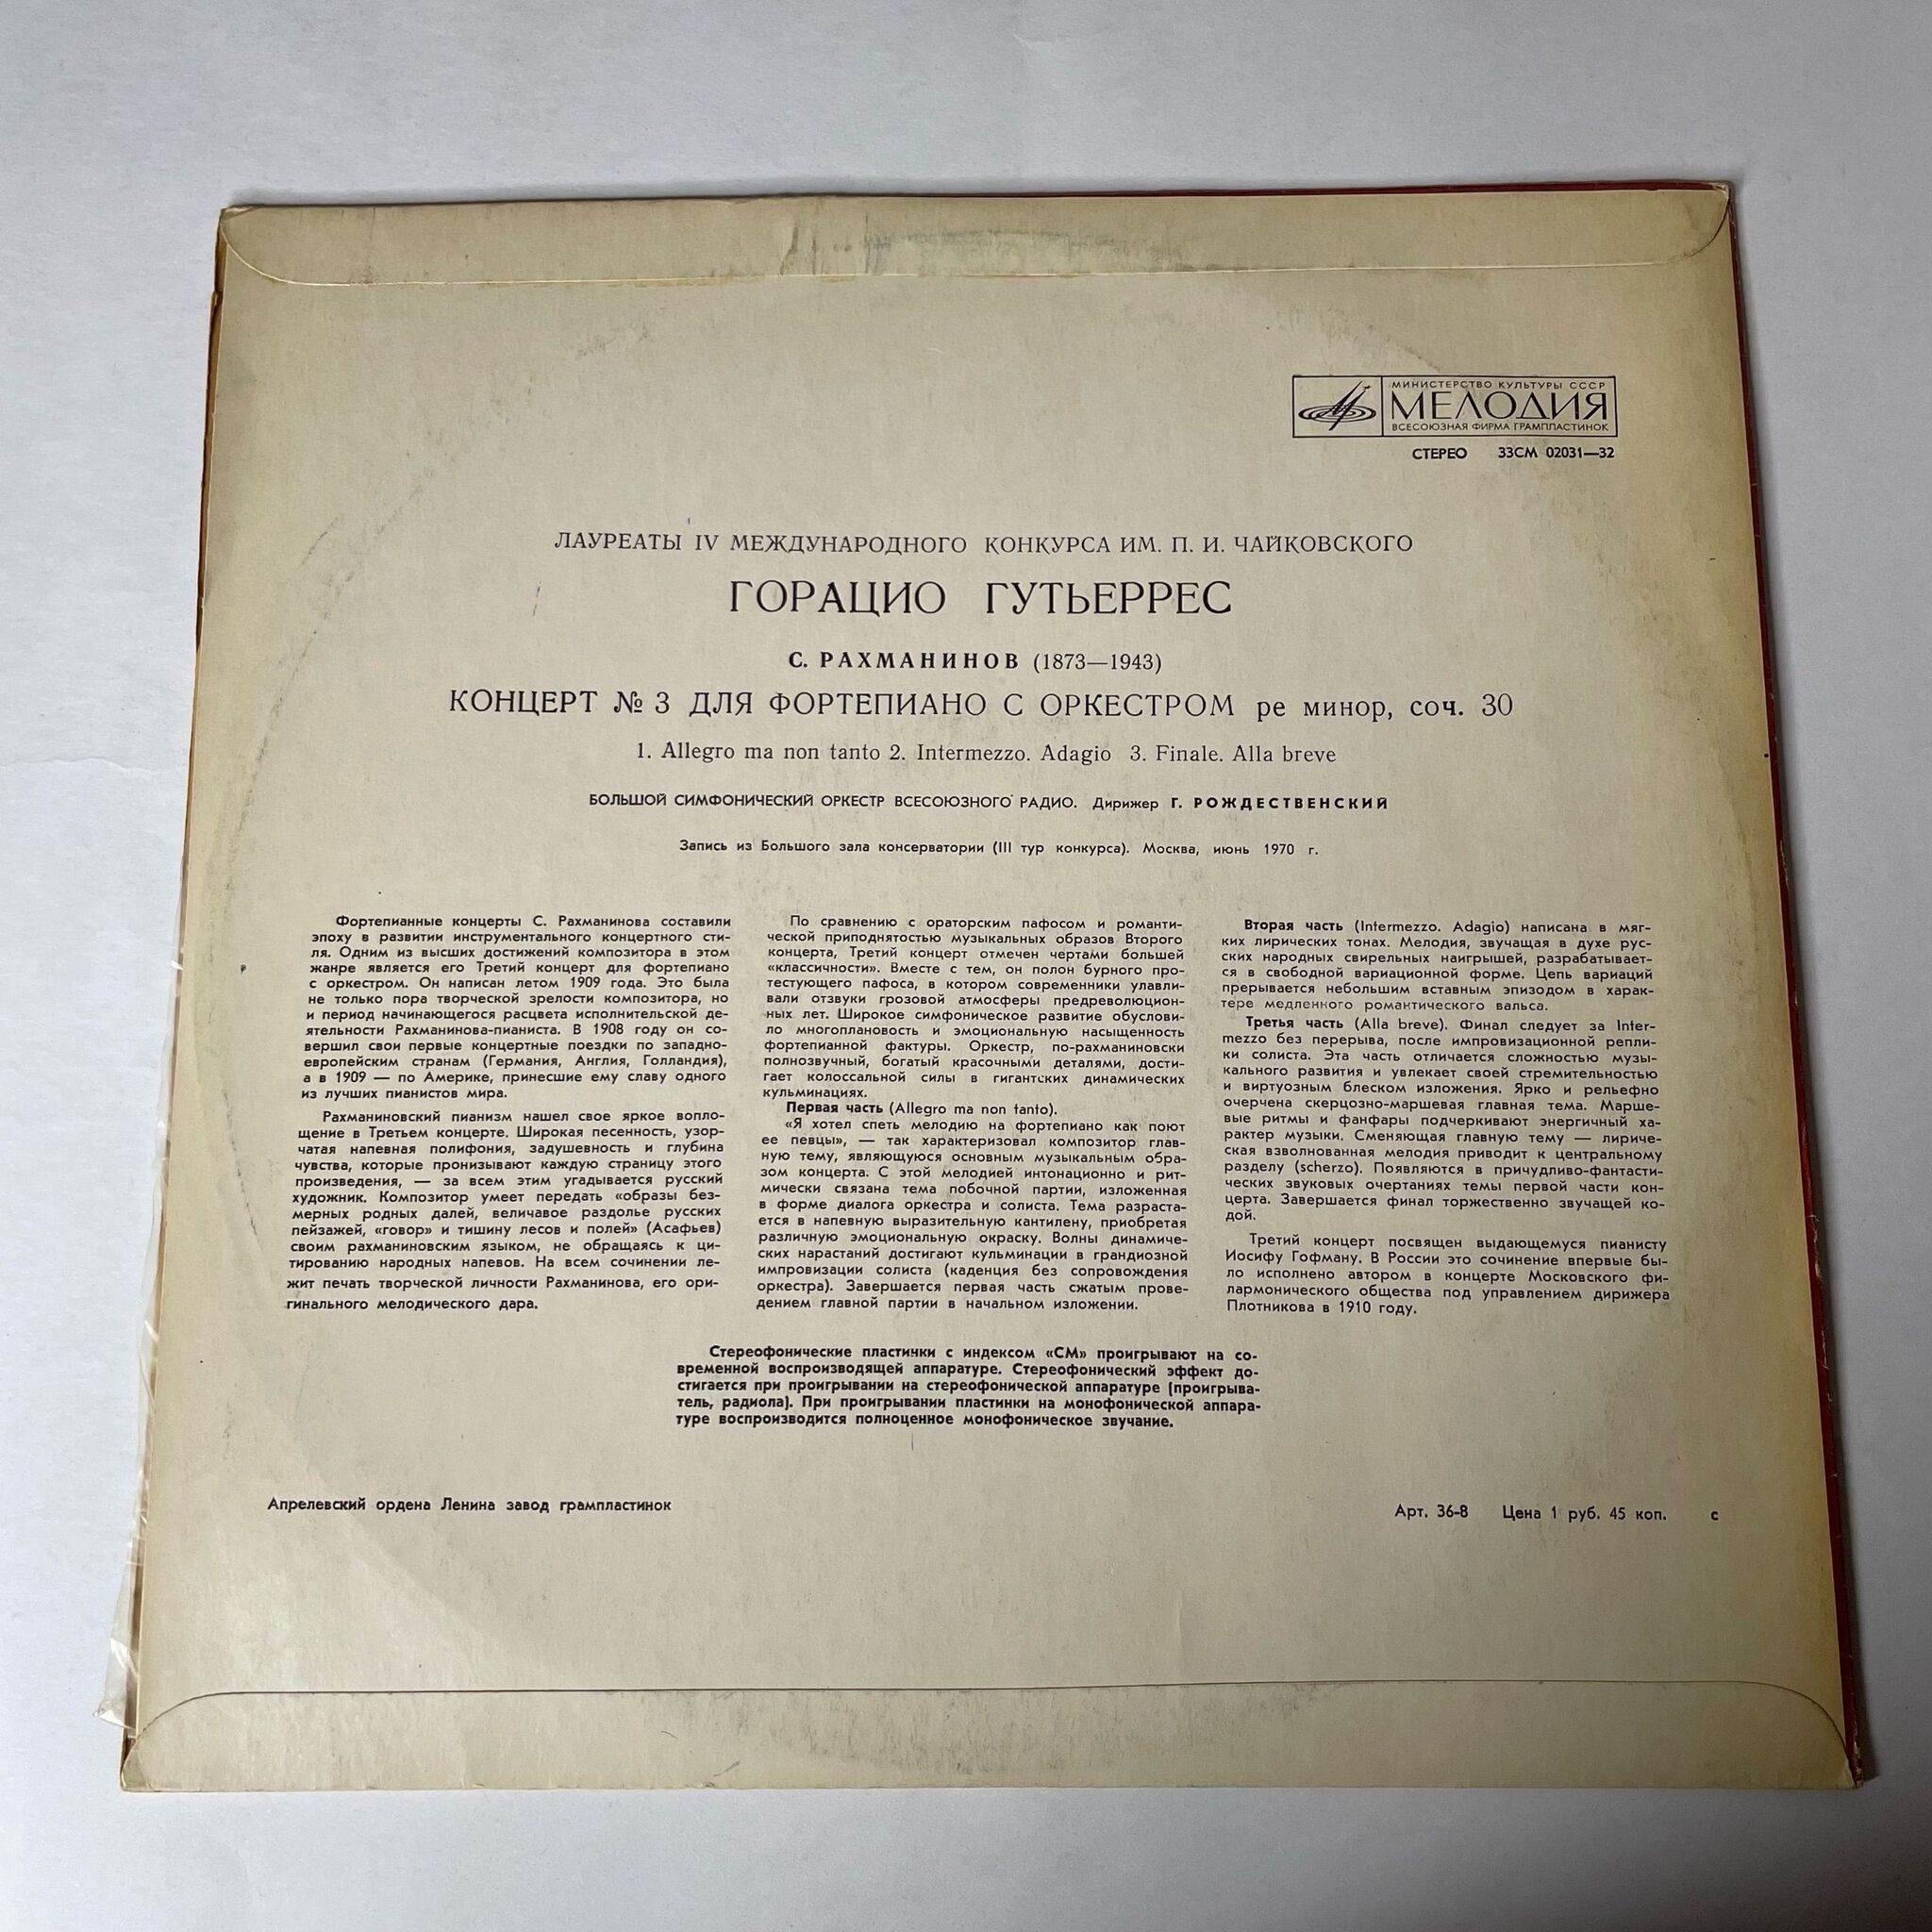 МИНИСТЕРСТВО КУЛЬТУРЫ СССР
МЕЛОДИЯ
ВСЕСОЮЗНАЯ ФИРМА ГРАМПЛАСТИНОК
СТЕРЕО 33СМ 02031—32
ЛАУРЕАТЫ IV МЕЖДУНАРОДНОГО КОНКУРСА ИМ. П. И. ЧАЙКОВСКОГО
ГОРАЦИО ГУТЬЕРРЕС
С. РАХМАНИНОВ (1873—1943)
КОНЦЕРТ № 3 ДЛЯ ФОРТЕПИАНО С ОРКЕСТРОМ ре минор, соч. 30
1. Allegro ma non tanto 2. Intermezzo. Adagio 3. Finale. Alla breve
БОЛЬШОЙ СИМФОНИЧЕСКИЙ ОРКЕСТР ВСЕСОЮЗНОГО РАДИО. Дирижер Г. РОЖДЕСТВЕНСКИЙ
Запись из Большого зала консерватории (III тур конкурса). Москва, июнь 1970 г.
Фортепианные концерты С. Рахманинова составили
эпоху в развитии инструментального концертного сти-
ля. Одним из высших достижений композитора в этом
жанре является его Третий концерт для фортепиано
с оркестром. Он написан летом 1909 года. Это была
не только пора творческой зрелости композитора, но
и период начинающегося расцвета исполнительской де-
ятельности Рахманинова-пианиста. В 1908 году он со-
вершил свои первые концертные поездки по западно-
европейским странам (Германия, Англия, Голландия),
а в 1909 — по Америке, принесшие ему славу одного
из лучших пианистов мира.
Рахманиновский пианизм нашел свое яркое вопло-
щение в Третьем концерте. Широкая песенность, узор-
чатая напевная полифония, задушевность и глубина
чувства, которые пронизывают каждую страницу этого
произведения, — за всем этим угадывается русский
художник. Композитор умеет передать «образы без-
мерных родных далей, величавое раздолье русских
пейзажей, «говор» и тишину лесов и полей» (Асафьев)
своим рахманиновским языком, не обращаясь к ци-
тированию народных напевов. На всем сочинении ле-
жит печать творческой личности Рахманинова, его ори-
гинального мелодического дара.
По сравнению с ораторским пафосом и романти-
ческой приподнятостью музыкальных образов Второго
концерта, Третий концерт отмечен чертами большей
«классичности». Вместе с тем, он полон бурного про-
тестующего пафоса, в котором современники улавли-
вали отзвуки грозовой атмосферы предреволюцион-
ных лет. Широкое симфоническое развитие обуслови-
ло многоплановость и эмоциональную насыщенность
фортепианной фактуры. Оркестр, по-рахманиновски
полнозвучный, богатый красочными деталями, дости-
гает колоссальной силы в гигантских динамических
кульминациях.
Первая часть (Allegro ma non tanto).
«Я хотел спеть мелодию на фортепиано как поют
ее певцы», — так характеризовал композитор глав-
ную тему, являющуюся основным музыкальным обра-
зом концерта. С этой мелодией интонационно и рит-
мически связана тема побочной партии, изложенная
в форме диалога оркестра и солиста. Тема разраста-
ется в напевную выразительную кантилену, приобретая
различную эмоциональную окраску. Волны динамиче-
ских нарастаний достигают кульминации в грандиозной
импровизации солиста (каденция без сопровождения
оркестра). Завершается первая часть сжатым прове-
дением главной партии в начальном изложении.
Вторая часть (Intermezzo. Adagio) написана в мяг-
ких лирических тонах. Мелодия, звучащая в духе рус-
ских народных свирельных наигрышей, разрабатывает-
ся в свободной вариационной форме. Цепь вариаций
прерывается небольшим вставным эпизодом в харак-
тере медленного романтического вальса.
Третья часть (Alla breve). Финал следует за Inter-
mezzo без перерыва, после импровизационной репли-
ки солиста. Эта часть отличается сложностью музы-
кального развития и увлекает своей стремительностью
и виртуозным блеском изложения. Ярко и рельефно
очерчена скерцозно-маршевая главная тема. Марше-
вые ритмы и фанфары подчеркивают энергичный ха-
рактер музыки. Сменяющая главную тему — лириче-
ская взволнованная мелодия приводит к центральному
разделу (scherzo). Появляются в причудливо-фантасти-
ческих звуковых очертаниях темы первой части кон-
церта. Завершается финал торжественно звучащей ко-
дой.
Третий концерт посвящен выдающемуся пианисту
Иосифу Гофману. В России это сочинение впервые бы-
ло исполнено автором в концерте Московского фи-
лармонического общества под управлением дирижера
Плотникова в 1910 году.
Стереофонические пластинки с индексом «СМ» проигрывают на со-
временной воспроизводящей аппаратуре. Стереофонический эффект до-
стигается при проигрывании на стереофонической аппаратуре (проигрыва-
тель, радиола). При проигрывании пластинки на монофонической аппара-
туре воспроизводится полноценное монофоническое звучание.
Апрелевский ордена Ленина завод грампластинок
Арт. 36-8 Цена 1 руб. 45 коп. с